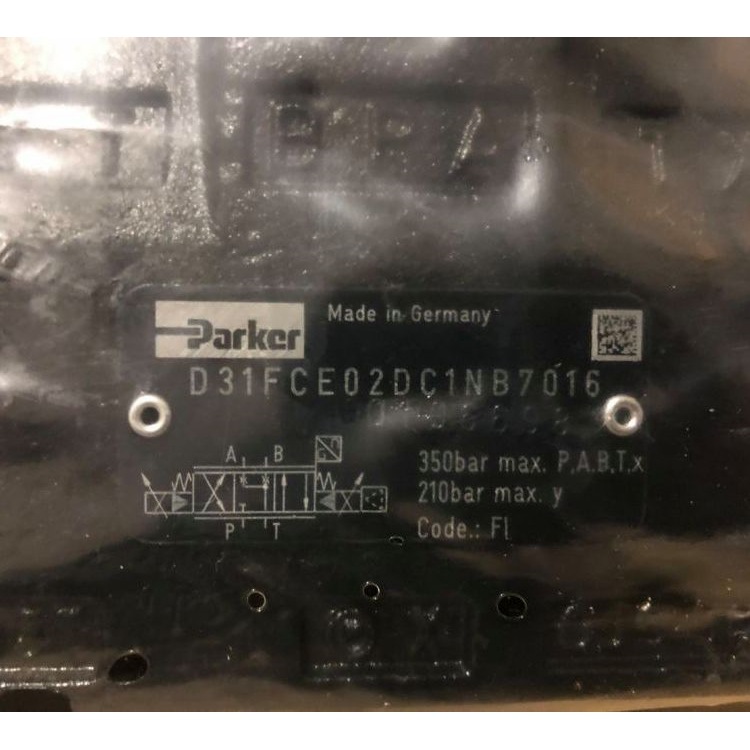 Parker
Made in Germany
D31FCE02DC1NB7016
A B
P T
350bar max. P,A,B,T,x
210bar max. y
Code.: FI